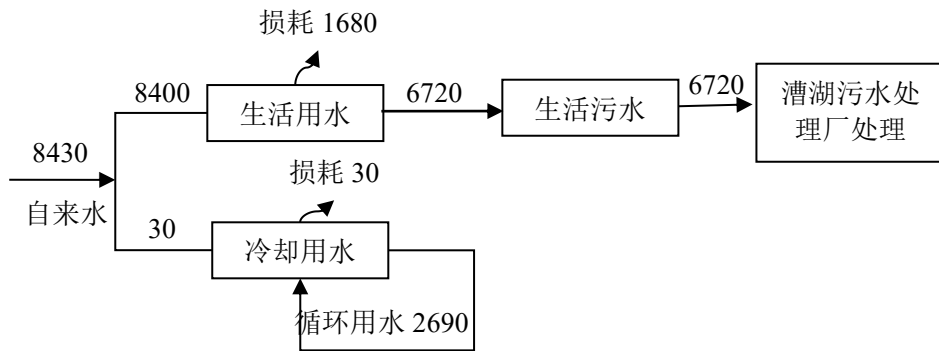 损耗 1680
8400
生活用水
6720
生活污水
6720
漕湖污水处
理厂处理
8430
自来水
损耗 30
30
冷却用水
循环用水 2690